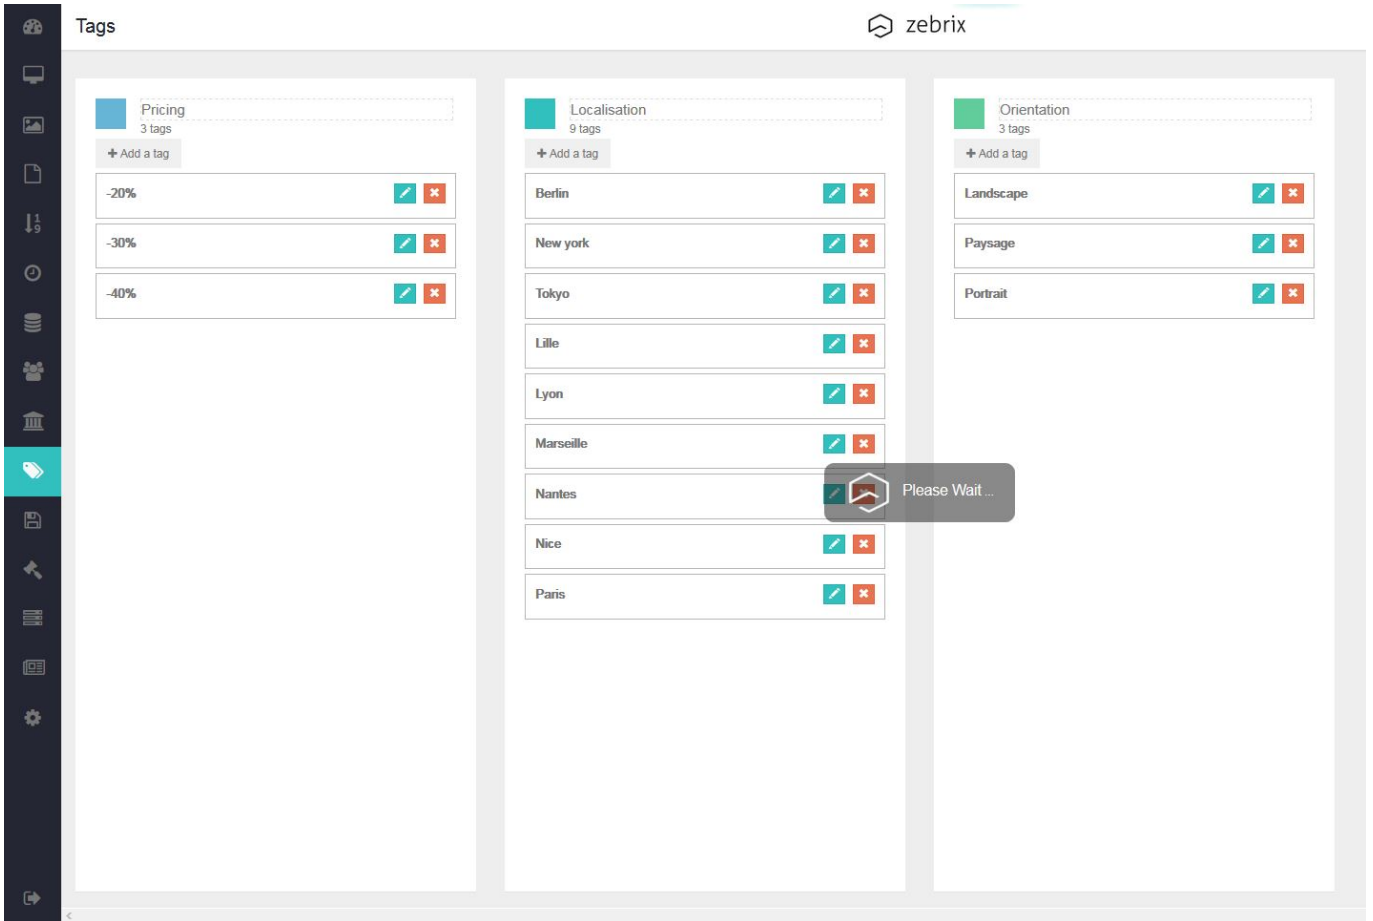 Tags
zebrix
Pricing
3 tags
+ Add a tag
-20%
-30%
-40%
Localisation
9 tags
+ Add a tag
Berlin
New york
Tokyo
Lille
Lyon
Marseille
Nantes
Nice
Paris
Orientation
3 tags
+ Add a tag
Landscape
Paysage
Portrait
Please Wait ...